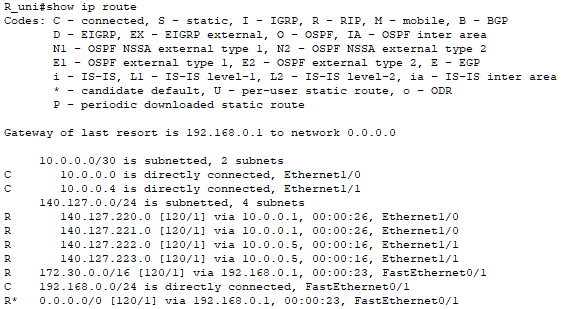 R_uni#show ip route
Codes: C - connected, S - static, I - IGRP, R - RIP, M - mobile, B - BGP
D - EIGRP, EX - EIGRP external, O - OSPF, IA - OSPF inter area
N1 - OSPF NSSA external type 1, N2 - OSPF NSSA external type 2
E1 - OSPF external type 1, E2 - OSPF external type 2, E - EGP
i - IS-IS, L1 - IS-IS level-1, L2 - IS-IS level-2, ia - IS-IS inter area
* - candidate default, U - per-user static route, o - ODR
P - periodic downloaded static route
Gateway of last resort is 192.168.0.1 to network 0.0.0.0
10.0.0.0/30 is subnetted, 2 subnets
C 10.0.0.0 is directly connected, Ethernet1/0
C 10.0.0.4 is directly connected, Ethernet1/1
140.127.0.0/24 is subnetted, 4 subnets
R 140.127.220.0 [120/1] via 10.0.0.1, 00:00:26, Ethernet1/0
R 140.127.221.0 [120/1] via 10.0.0.1, 00:00:26, Ethernet1/0
R 140.127.222.0 [120/1] via 10.0.0.5, 00:00:16, Ethernet1/1
R 140.127.223.0 [120/1] via 10.0.0.5, 00:00:16, Ethernet1/1
R 172.30.0.0/16 [120/1] via 192.168.0.1, 00:00:23, FastEthernet0/1
C 192.168.0.0/24 is directly connected, FastEthernet0/1
R* 0.0.0.0/0 [120/1] via 192.168.0.1, 00:00:23, FastEthernet0/1